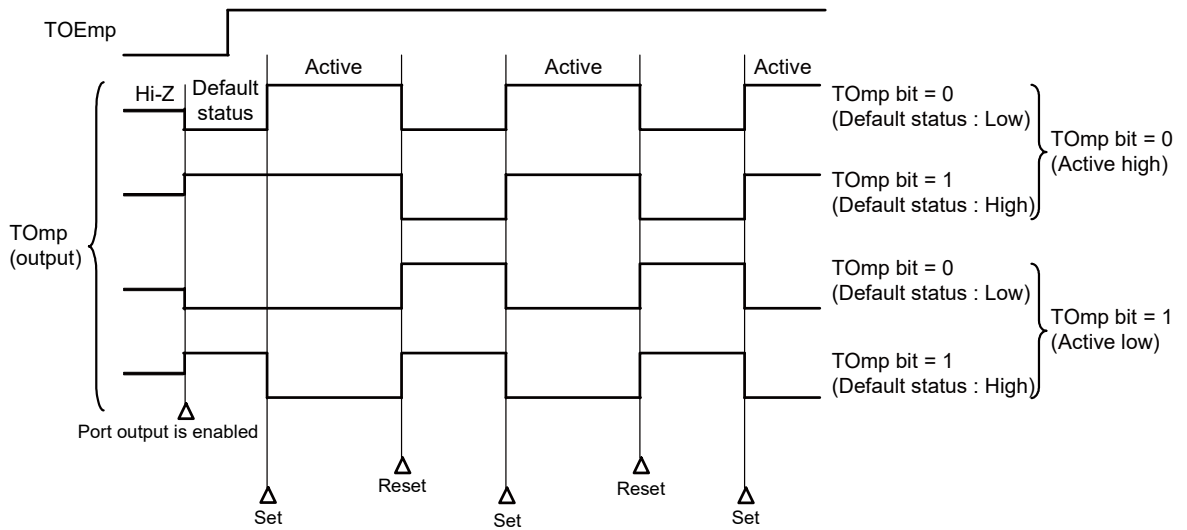 TOEmp
Active
Active
Active
Hi-Z
Default
status
TOmp bit = 0
(Default status : Low)
TOmp bit = 0
(Active high)
TOmp bit = 1
(Default status : High)
TOmp
(output)
TOmp bit = 0
(Default status : Low)
TOmp bit = 1
(Active low)
TOmp bit = 1
(Default status : High)
Port output is enabled
Reset
Reset
Set
Set
Set